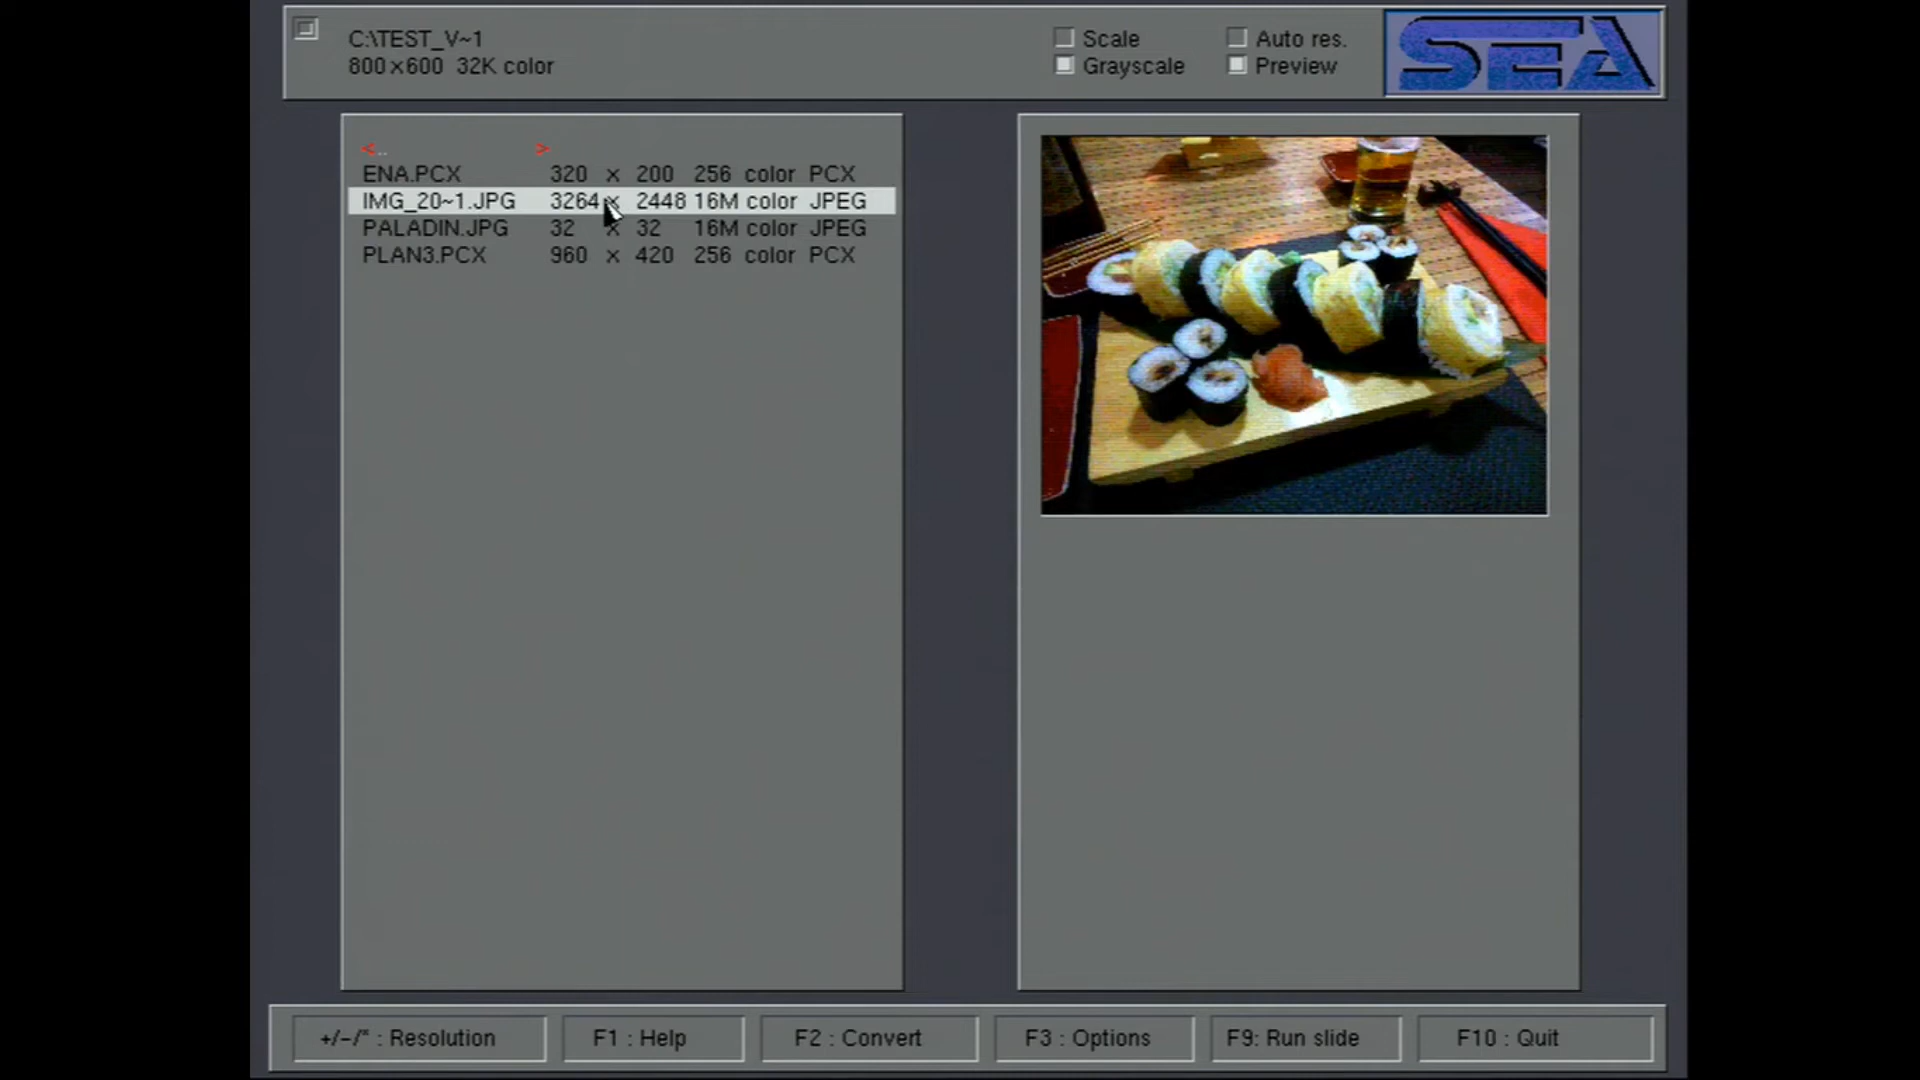 C:\TEST_V~1
800x600 32K color
Scale
Auto res.
Grayscale
Preview
SEA
<.. >
ENA.PCX 320 x 200 256 color PCX
IMG_20~1.JPG 3264 x 2448 16M color JPEG
PALADIN.JPG 32 x 32 16M color JPEG
PLAN3.PCX 960 x 420 256 color PCX
+/-/* : Resolution
F1 : Help
F2 : Convert
F3 : Options
F9: Run slide
F10 : Quit